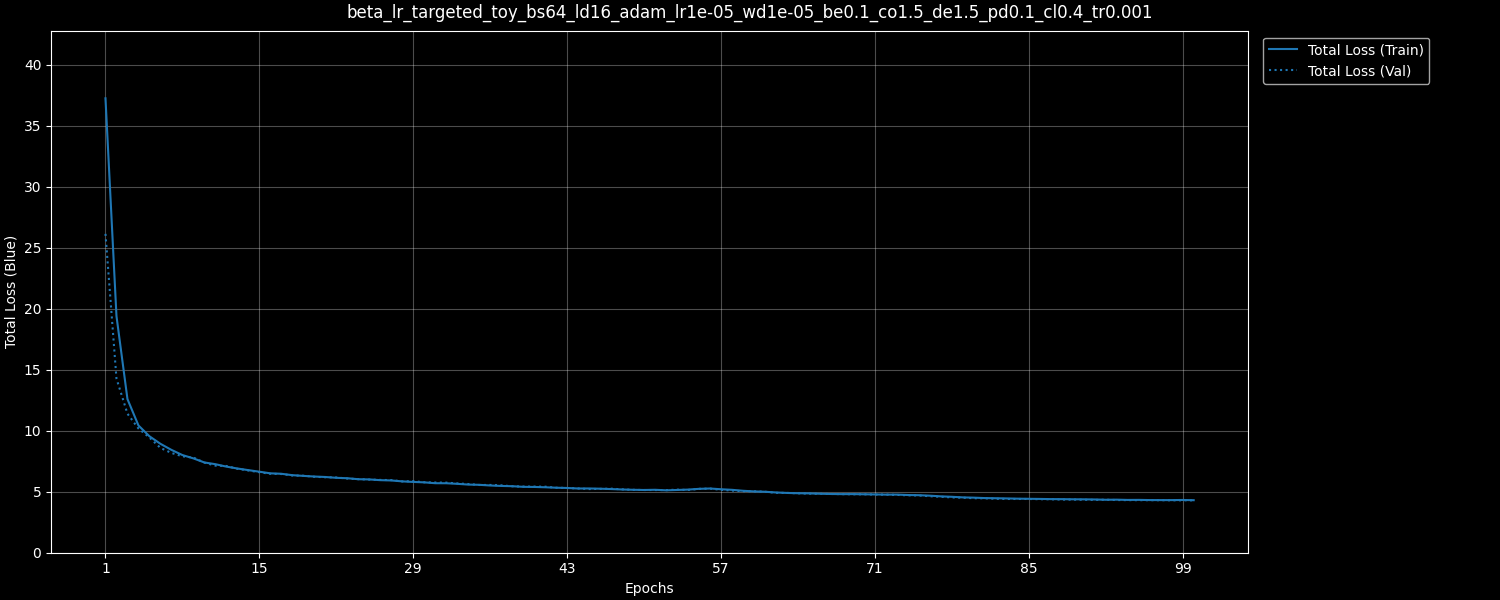 beta_lr_targeted_toy_bs64_ld16_adam_lr1e-05_wd1e-05_be0.1_co1.5_de1.5_pd0.1_cl0.4_tr0.001
Total Loss (Train)
Total Loss (Val)
Total Loss (Blue)
40
35
30
25
20
15
10
5
0
1 15 29 43 57 71 85 99
Epochs